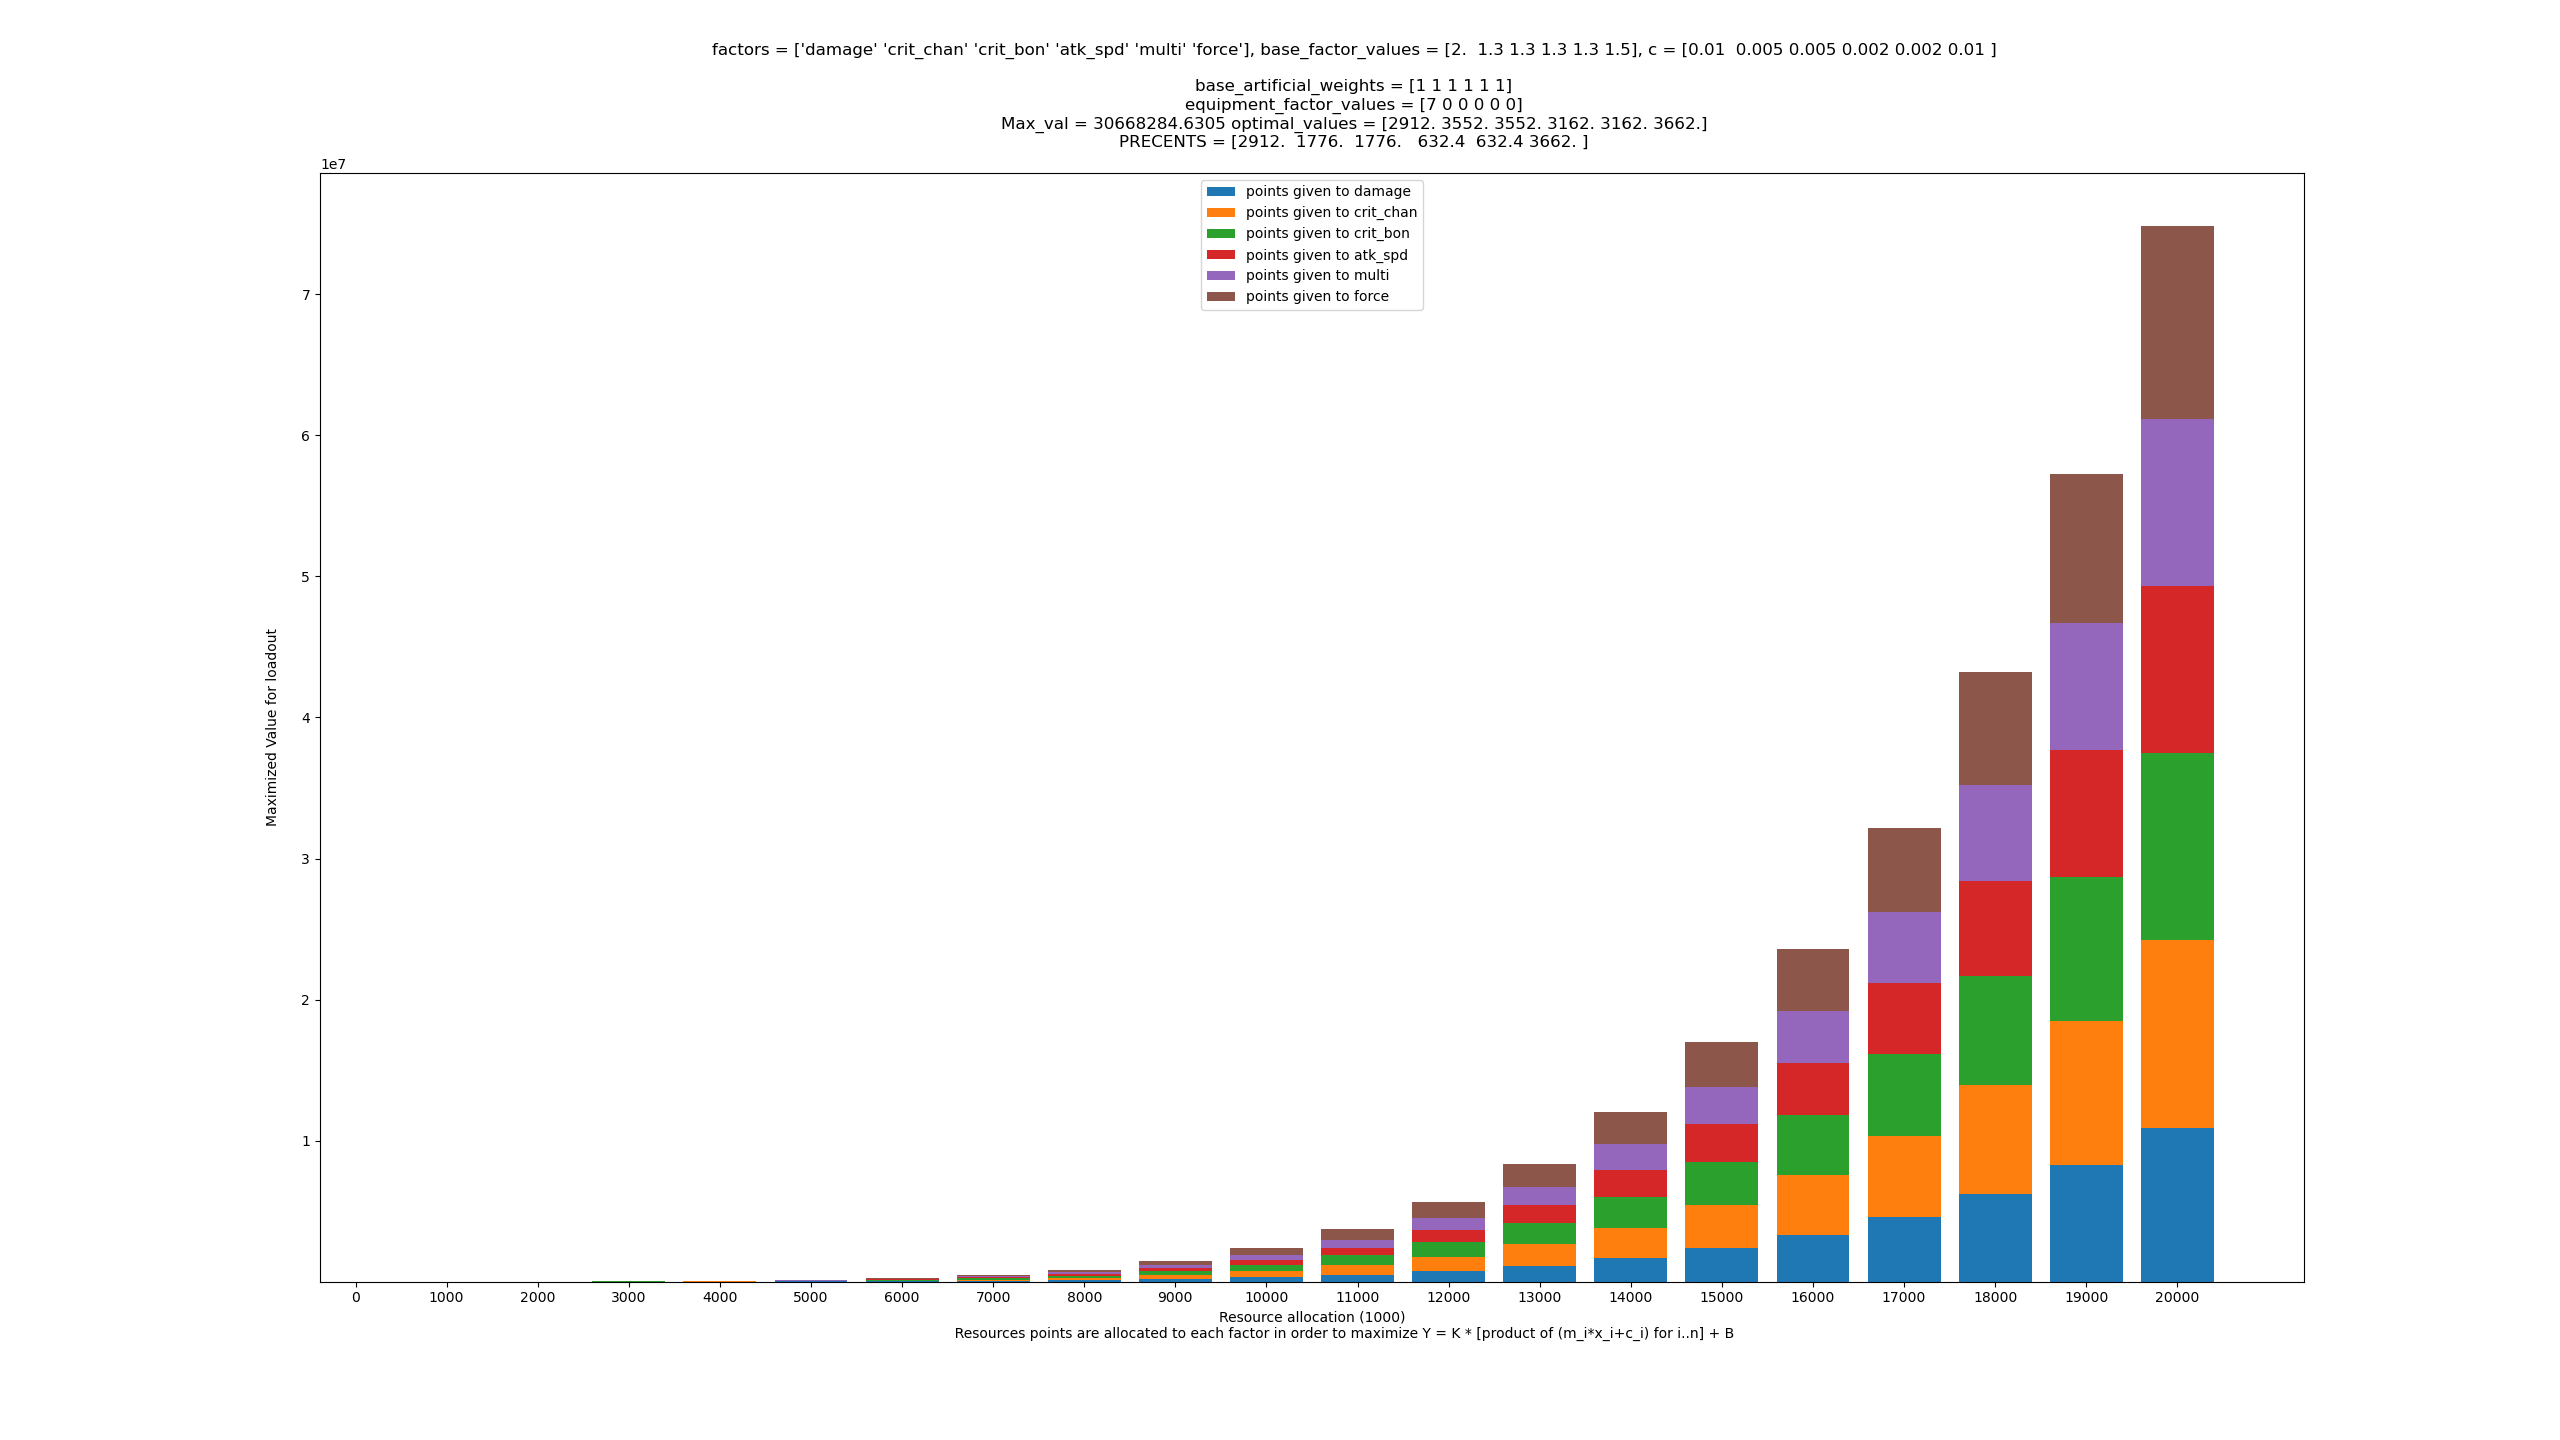 factors = ['damage' 'crit_chan' 'crit_bon' 'atk_spd' 'multi' 'force'], base_factor_values = [2.  1.3 1.3 1.3 1.3 1.5], c = [0.01  0.005 0.005 0.002 0.002 0.01 ]
base_artificial_weights = [1 1 1 1 1 1]
equipment_factor_values = [7 0 0 0 0 0]
Max_val = 30668284.6305 optimal_values = [2912. 3552. 3552. 3162. 3162. 3662.]
PRECENTS = [2912.  1776.  1776.   632.4  632.4 3662. ]
1e7
points given to damage
points given to crit_chan
points given to crit_bon
points given to atk_spd
points given to multi
points given to force
7
6
5
4
3
2
1
Maximized Value for loadout
0 1000 2000 3000 4000 5000 6000 7000 8000 9000 10000 11000 12000 13000 14000 15000 16000 17000 18000 19000 20000
Resource allocation (1000)
Resources points are allocated to each factor in order to maximize Y = K * [product of (m_i*x_i+c_i) for i..n] + B